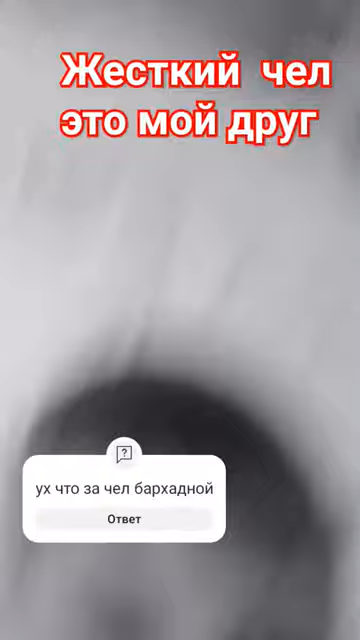 Жесткий чел
это мой друг
ух что за чел бархадной
Ответ